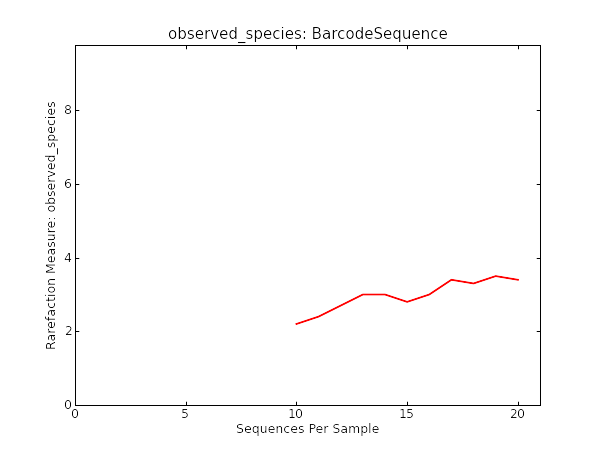 observed_species: BarcodeSequence
Rarefaction Measure: observed_species
8
6
4
2
0
0 5 10 15 20
Sequences Per Sample